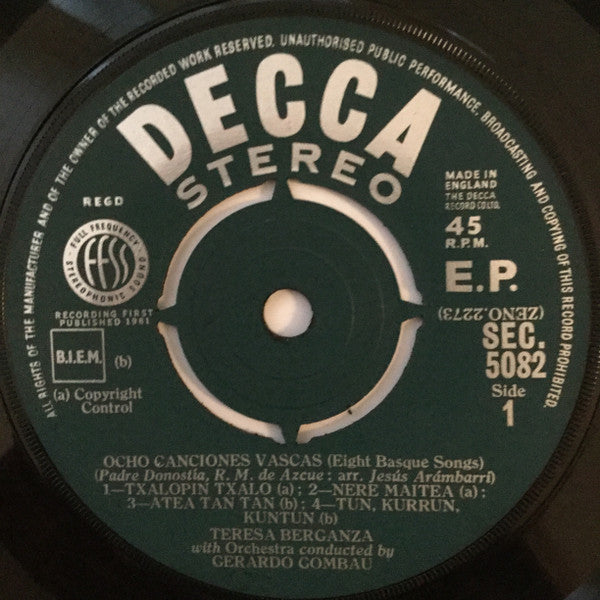 ALL RIGHTS OF THE MANUFACTURER AND OF THE OWNER OF THE RECORDED WORK RESERVED. UNAUTHORISED PUBLIC PERFORMANCE, BROADCASTING AND COPYING OF THIS RECORD PROHIBITED.
DECCA
STEREO
REGD
FULL FREQUENCY
FFSS
STEREOPHONIC SOUND
RECORDING FIRST
PUBLISHED 1961
B.I.E.M. (b)
(a) Copyright
Control
MADE IN
ENGLAND
THE DECCA
RECORD CO LTD.
45
R.P.M.
E.P.
(ZENO.2273)
SEC.
5082
Side
1
OCHO CANCIONES VASCAS (Eight Basque Songs)
(Padre Donostia, R. M. de Azcue : arr. Jesús Arámbarri)
1—TXALOPIN TXALO (a) : 2—NERE MAITEA (a) :
3—ATEA TAN TAN (b) : 4—TUN, KURRUN,
KUNTUN (b)
TERESA BERGANZA
with Orchestra conducted by
GERARDO GOMBAU